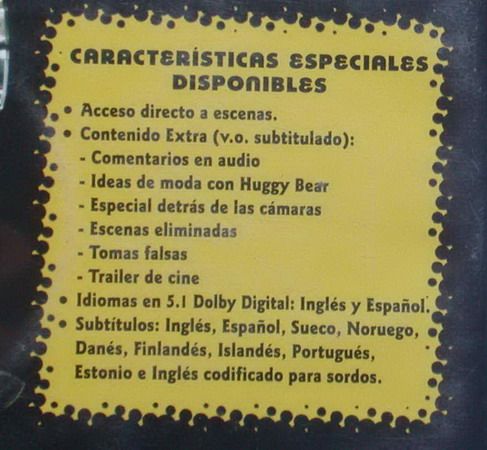 CARACTERÍSTICAS ESPECIALES
DISPONIBLES
• Acceso directo a escenas.
• Contenido Extra (v.o. subtitulado):
- Comentarios en audio
- Ideas de moda con Huggy Bear
- Especial detrás de las cámaras
- Escenas eliminadas
- Tomas falsas
- Trailer de cine
• Idiomas en 5.1 Dolby Digital: Inglés y Español.
• Subtítulos: Inglés, Español, Sueco, Noruego,
Danés, Finlandés, Islandés, Portugués,
Estonio e Inglés codificado para sordos.